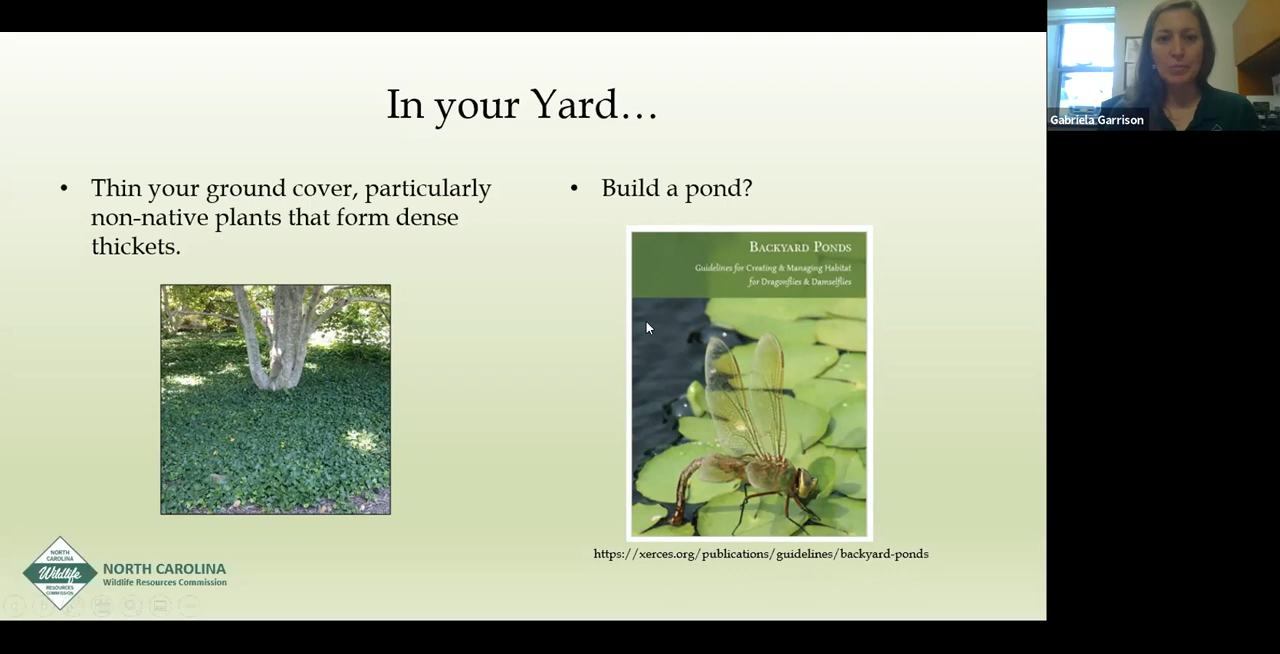 In your Yard…
• Thin your ground cover, particularly
non-native plants that form dense
thickets.
• Build a pond?
BACKYARD PONDS
Guidelines for Creating & Managing Habitat
for Dragonflies & Damselflies
https://xerces.org/publications/guidelines/backyard-ponds
NORTH
CAROLINA
Wildlife
RESOURCES
COMMISSION
NORTH CAROLINA
Wildlife Resources Commission
Gabriela Garrison